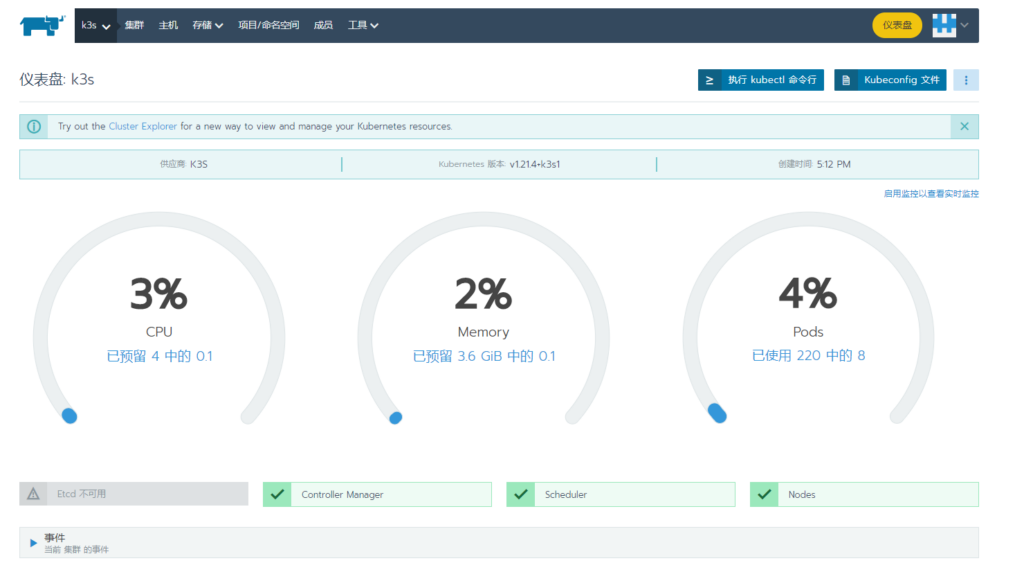 k3s 集群 主机 存储 项目/命名空间 成员 工具 仪表盘
仪表盘: k3s 执行 kubectl 命令行 Kubeconfig 文件
Try out the Cluster Explorer for a new way to view and manage your Kubernetes resources.
供应商 K3S Kubernetes 版本 v1.21.4+k3s1 创建时间 5:12 PM
启用监控以查看实时监控
3% 2% 4%
CPU Memory Pods
已预留 4 中的 0.1 已预留 3.6 GiB 中的 0.1 已使用 220 中的 8
Etcd 不可用 Controller Manager Scheduler Nodes
事件
当前 集群 的事件